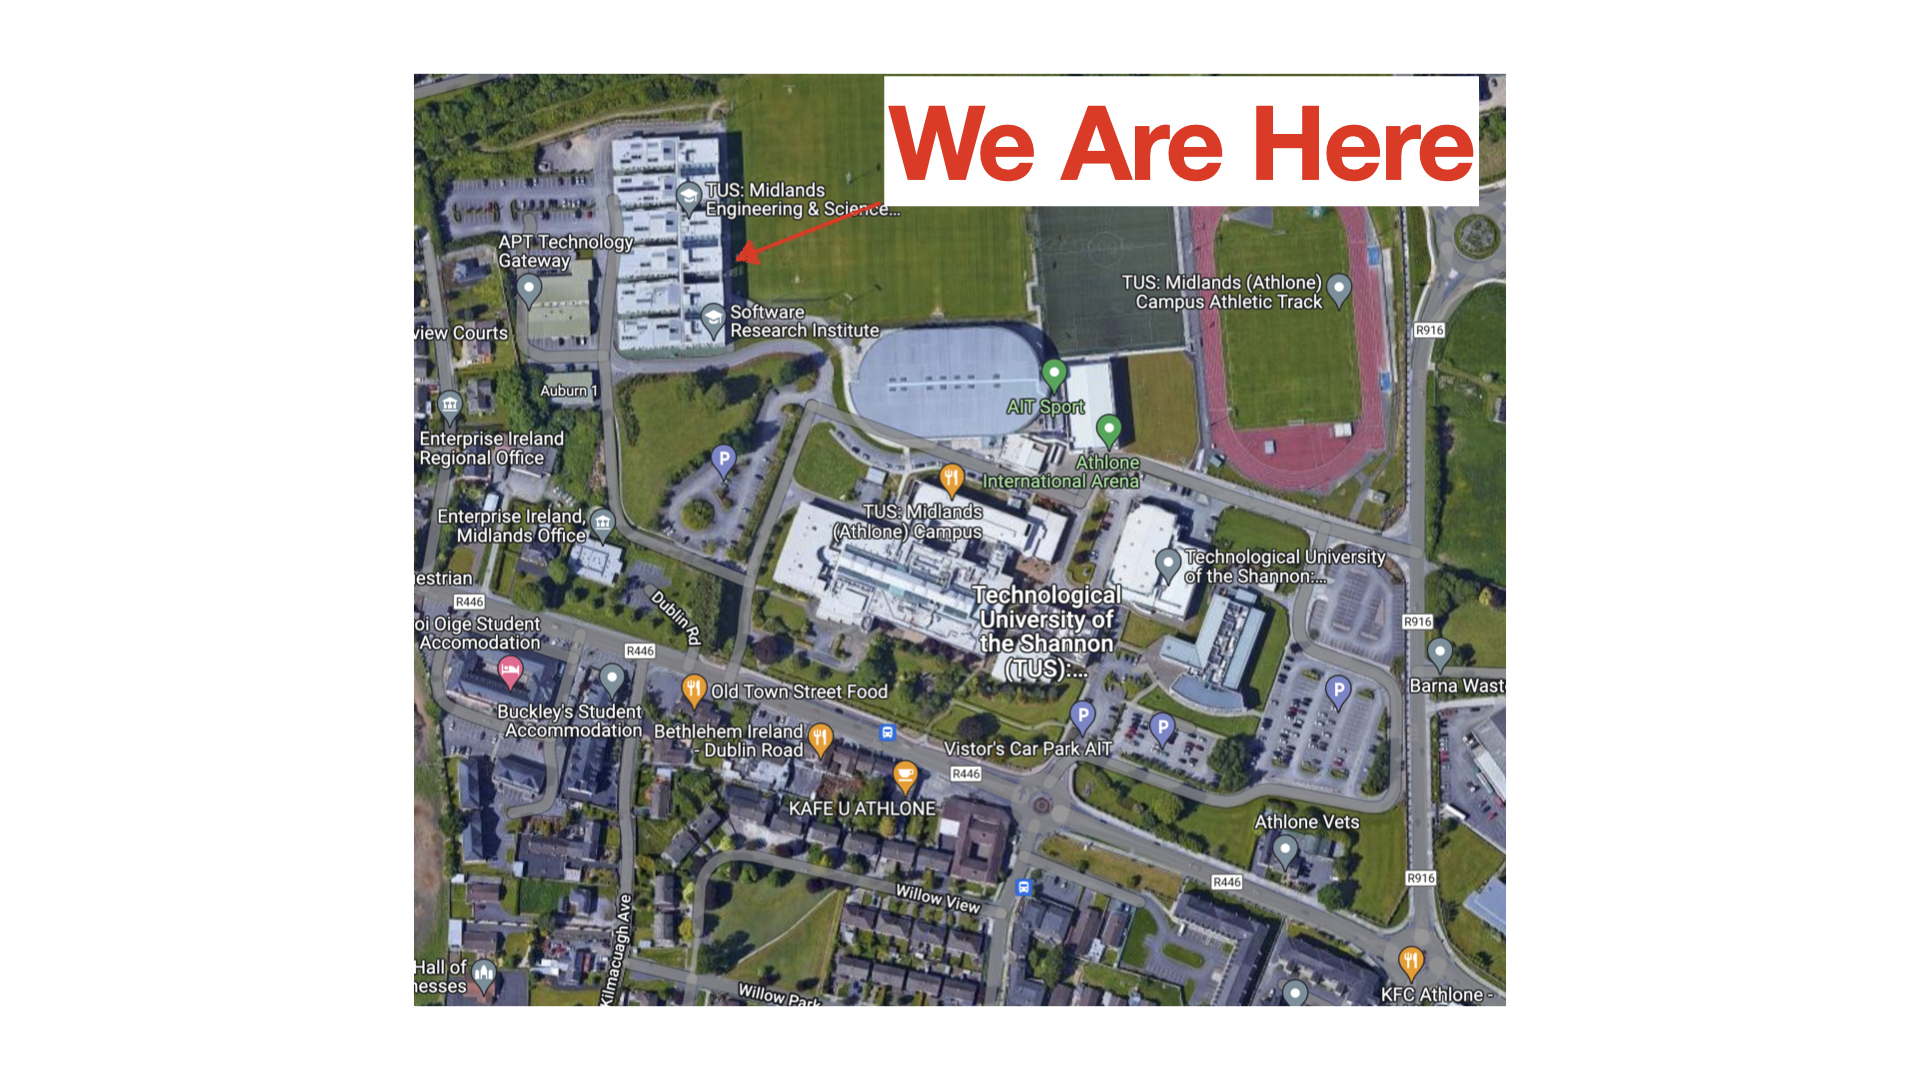 We Are Here
TUS: Midlands
Engineering & Science...
APT Technology
Gateway
TUS: Midlands (Athlone)
Campus Athletic Track
Software
Research Institute
R916
view Courts
Auburn 1
AIT Sport
Enterprise Ireland
Regional Office
P
Athlone
International Arena
TUS: Midlands
(Athlone) Campus
Enterprise Ireland,
Midlands Office
Technological University
of the Shannon:...
estrian
R446
Dublin Rd
Technological
University of
the Shannon
(TUS):...
R916
oi Oige Student
Accomodation
R446
Barna Wast
Old Town Street Food
P
Buckley's Student
Accommodation
Bethlehem Ireland
- Dublin Road
P
P
Vistor's Car Park AIT
R446
KAFE U ATHLONE
Athlone Vets
R446
R916
Willow View
Kilmacuagh Ave
Hall of
nesses
Willow Park
KFC Athlone -